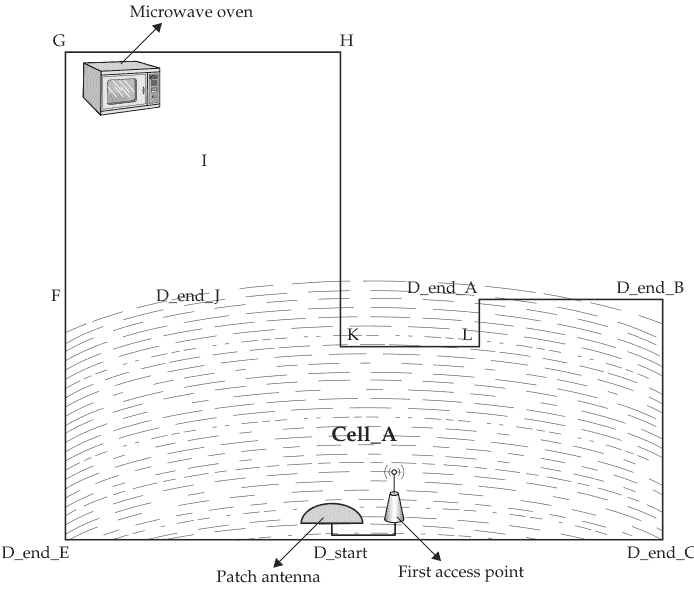 Microwave oven
G
H
I
F
D_end_J
D_end_A
D_end_B
K
L
Cell_A
D_end_E
D_start
D_end_C
Patch antenna
First access point